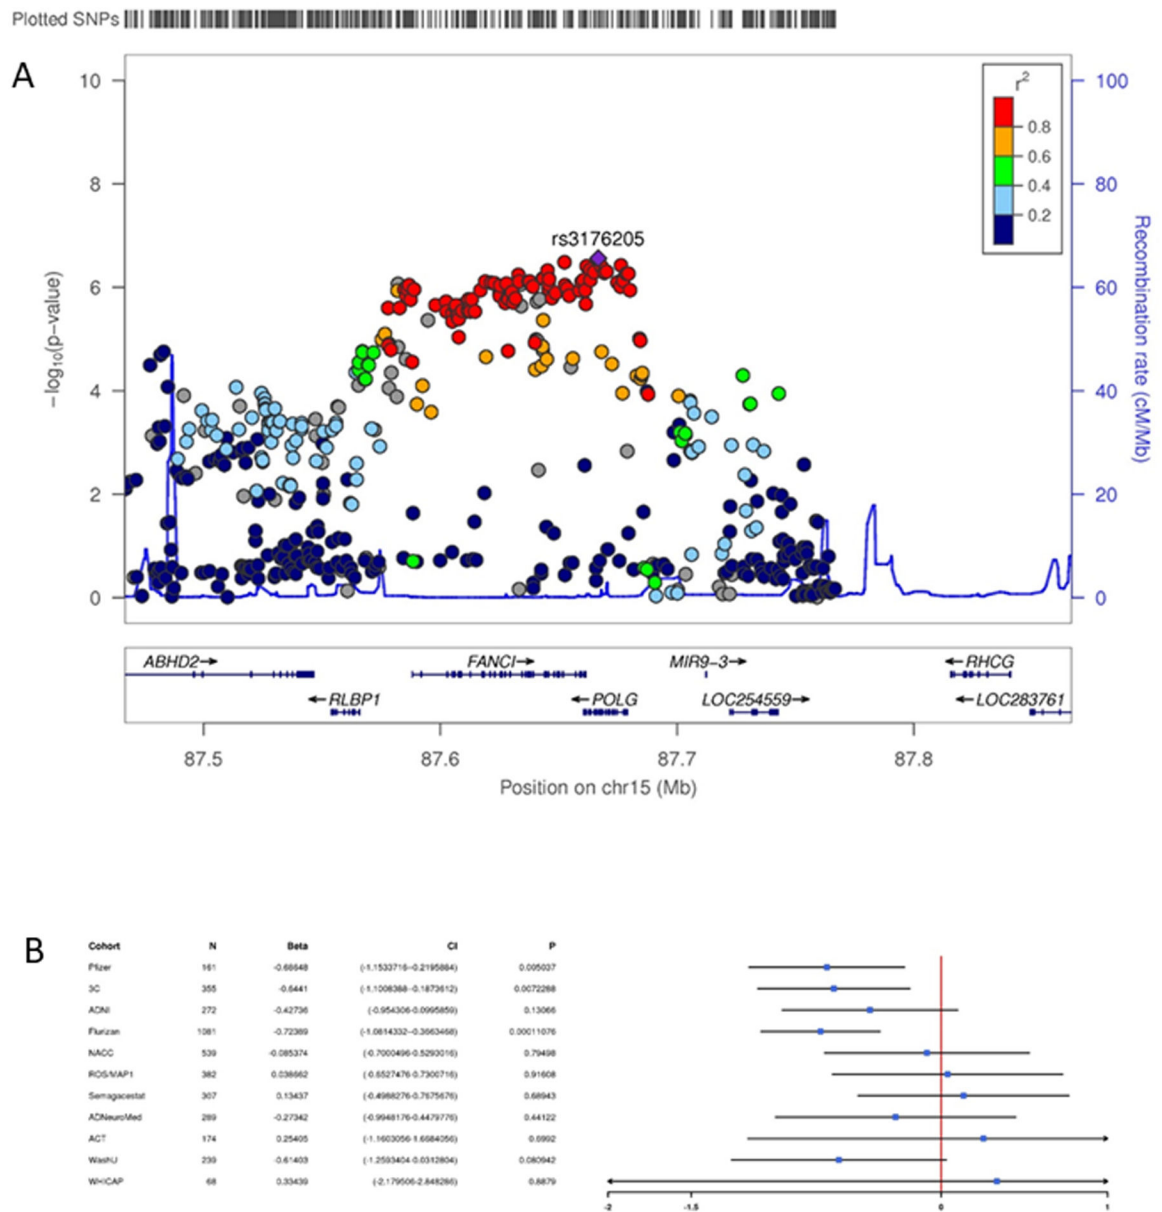 Plotted SNPs
A
10
8
6
4
2
0
−log10(p−value)
100
80
60
40
20
0
Recombination rate (cM/Mb)
r2
0.8
0.6
0.4
0.2
rs3176205
ABHD2
FANCI
MIR9−3
RHCG
RLBP1
POLG
LOC254559
LOC283761
87.5 87.6 87.7 87.8
Position on chr15 (Mb)
B
Cohort N Beta CI P
Pfizer 161 -0.68648 (-1.1533716--0.2195884) 0.005037
3C 355 -0.6441 (-1.1008388--0.1873612) 0.0072288
ADNI 272 -0.42736 (-0.954306-0.0995859) 0.13066
Flurizan 1081 -0.72389 (-1.0814332--0.3663468) 0.00011076
NACC 539 -0.085374 (-0.7000496-0.5293016) 0.79498
ROS/MAP1 382 0.038662 (-0.6527476-0.7300716) 0.91608
Semagacestat 307 0.13437 (-0.4988276-0.7675676) 0.68943
ADNeuroMed 289 -0.27342 (-0.9948176-0.4479776) 0.44122
ACT 174 0.25405 (-1.1603056-1.6684056) 0.6992
WashU 239 -0.61403 (-1.2593404-0.0312804) 0.080942
WHICAP 68 0.33439 (-2.179506-2.848286) 0.8879
-2 -1.5 0 1